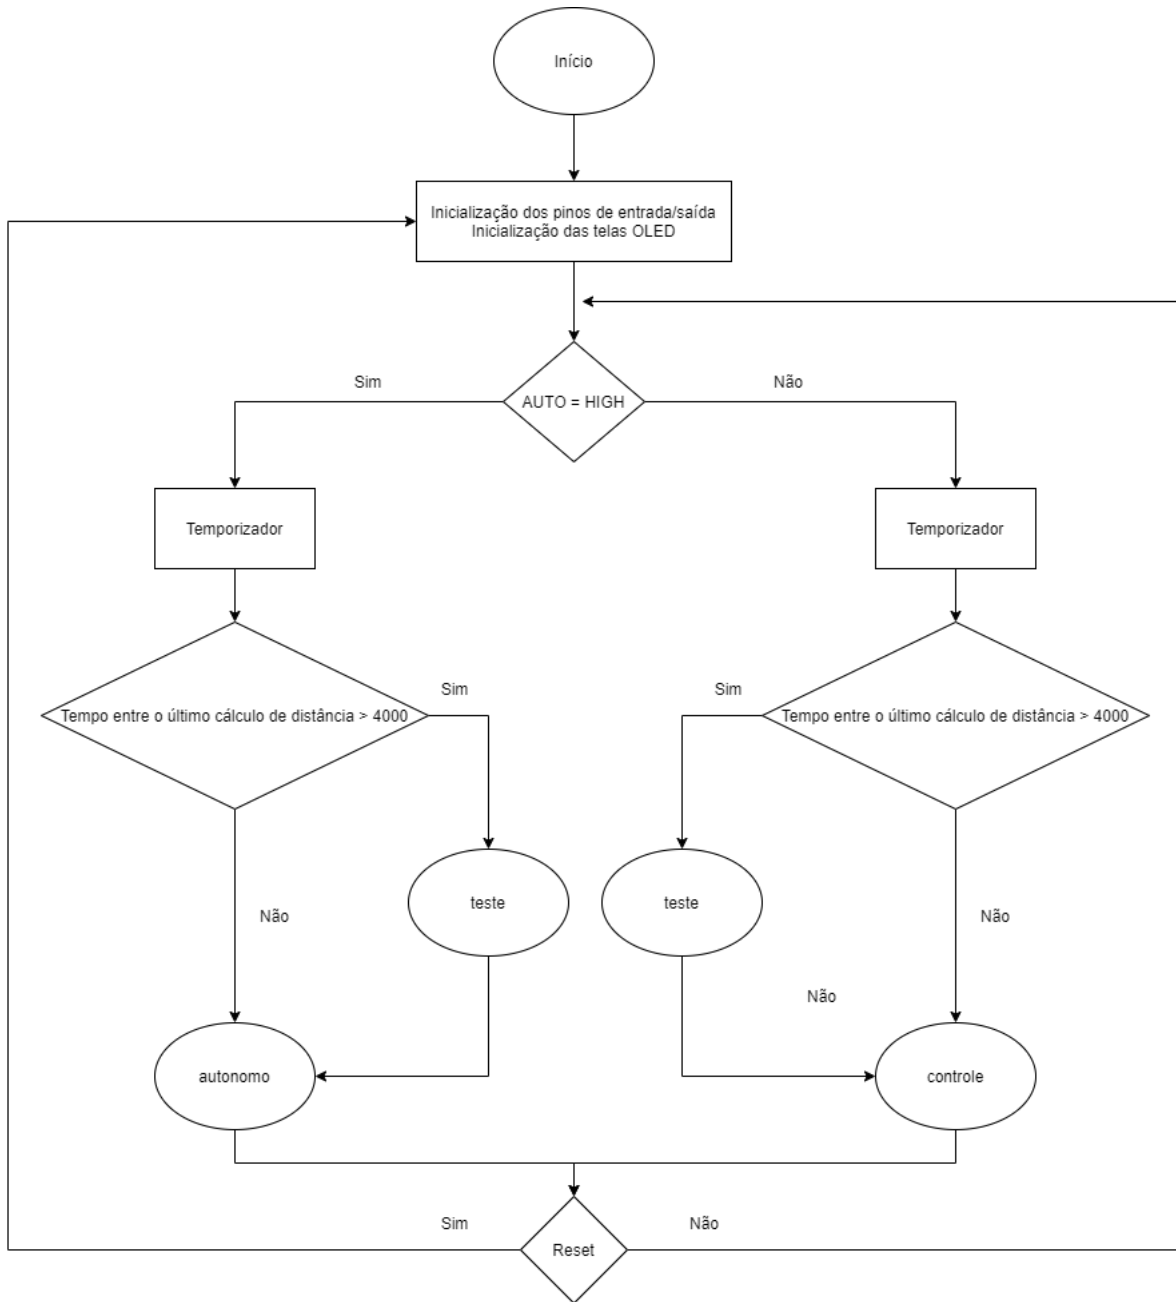 Início
Inicialização dos pinos de entrada/saída
Inicialização das telas OLED
Sim
AUTO = HIGH
Não
Temporizador
Temporizador
Tempo entre o último cálculo de distância > 4000
Sim
Sim
Tempo entre o último cálculo de distância > 4000
Não
teste
teste
Não
Não
autonomo
controle
Sim
Reset
Não